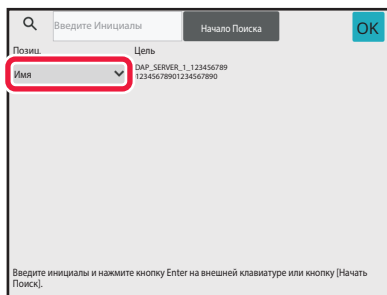 Введите Инициалы
Начало Поиска
OK
Позиц.
Цель
Имя
DAP_SERVER_1_123456789
12345678901234567890
Введите инициалы и нажмите кнопку Enter на внешней клавиатуре или кнопку [Начать
Поиск].